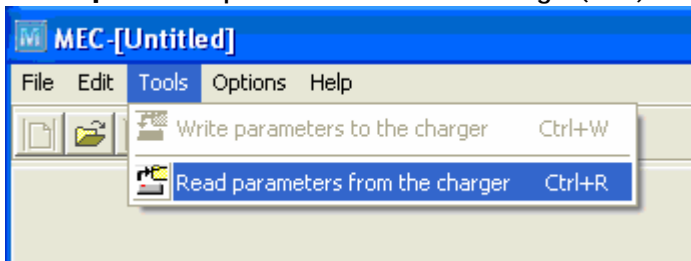 MEC-[Untitled]
File Edit Tools Options Help
Write parameters to the charger Ctrl+W
Read parameters from the charger Ctrl+R